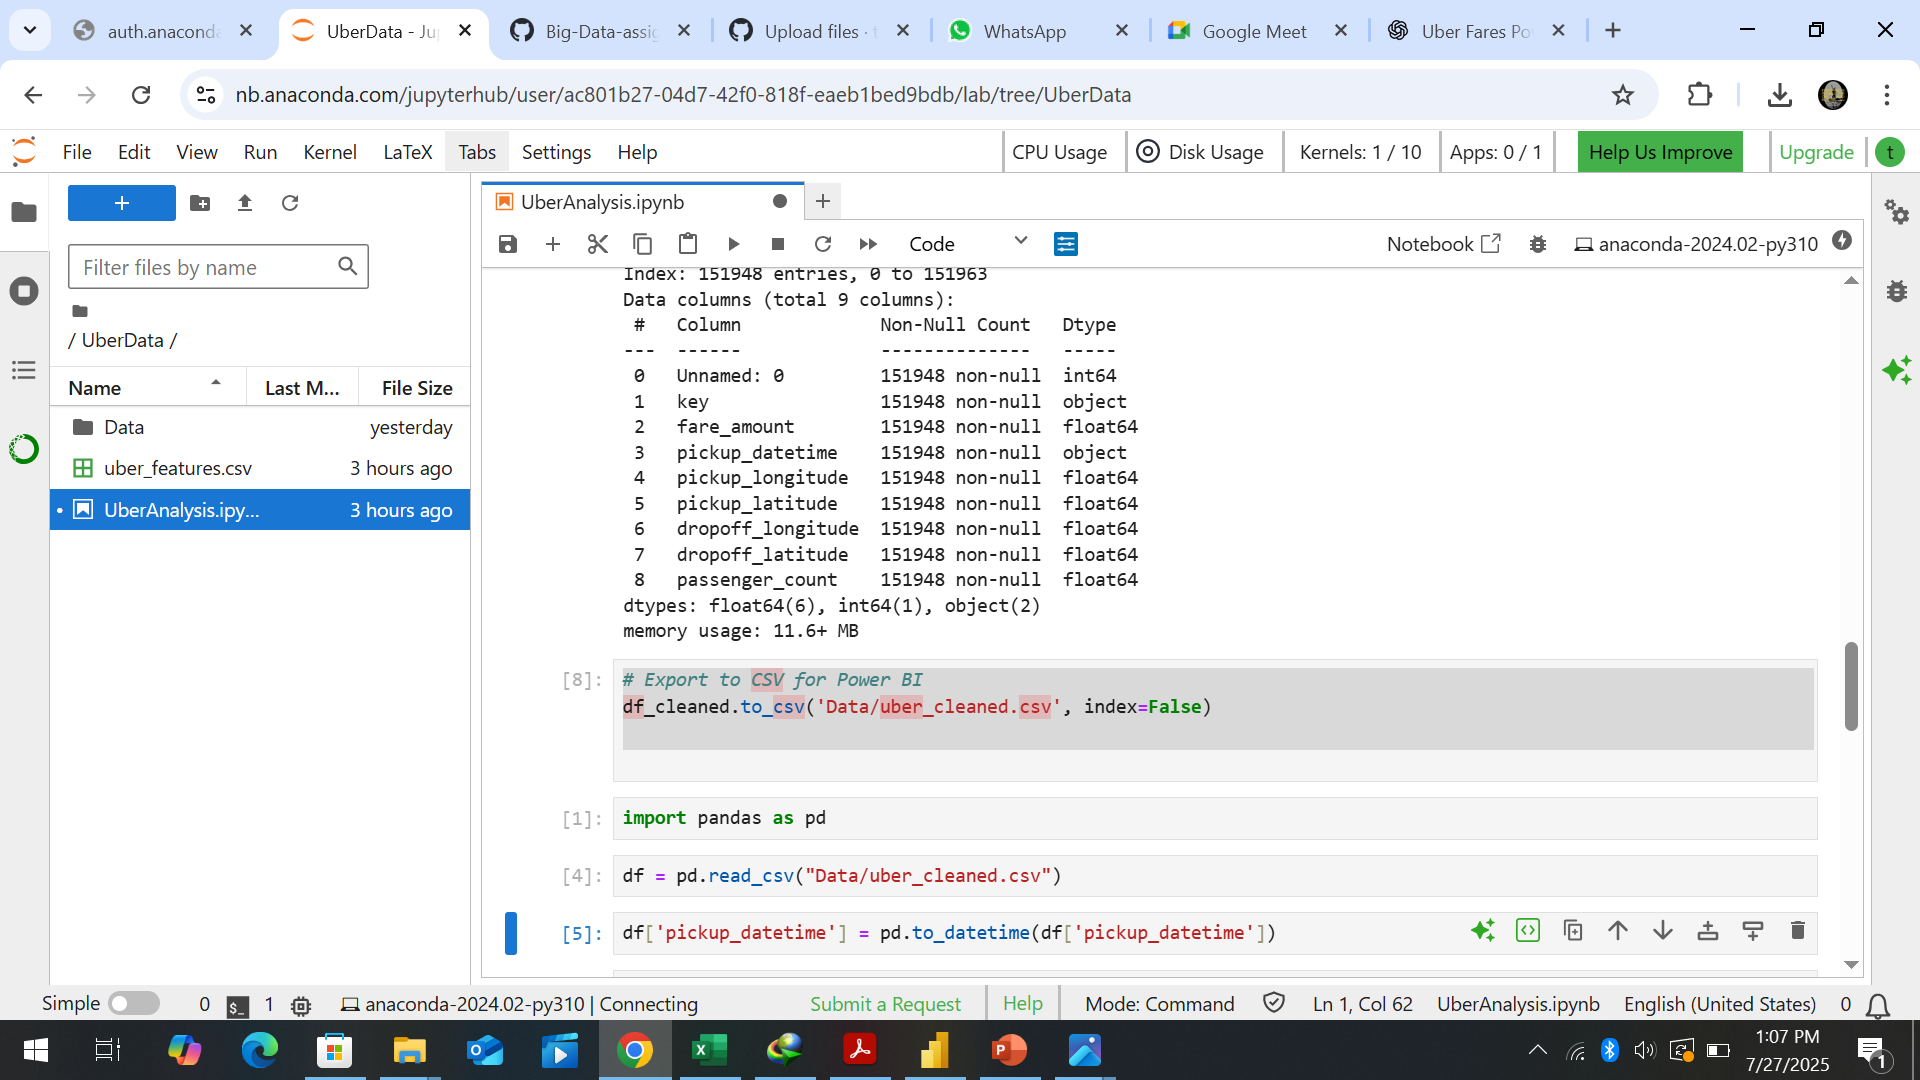 auth.anaconda
UberData - Ju
Big-Data-assig
Upload files · t
WhatsApp
Google Meet
Uber Fares Po
nb.anaconda.com/jupyterhub/user/ac801b27-04d7-42f0-818f-eaeb1bed9bdb/lab/tree/UberData
File Edit View Run Kernel LaTeX Tabs Settings Help
CPU Usage Disk Usage Kernels: 1 / 10 Apps: 0 / 1 Help Us Improve Upgrade t
Filter files by name
/ UberData /
Name Last M... File Size
Data yesterday
uber_features.csv 3 hours ago
UberAnalysis.ipy... 3 hours ago
UberAnalysis.ipynb
Code
Notebook anaconda-2024.02-py310
Index: 151948 entries, 0 to 151963
Data columns (total 9 columns):
# Column Non-Null Count Dtype
--- ------ -------------- -----
0 Unnamed: 0 151948 non-null int64
1 key 151948 non-null object
2 fare_amount 151948 non-null float64
3 pickup_datetime 151948 non-null object
4 pickup_longitude 151948 non-null float64
5 pickup_latitude 151948 non-null float64
6 dropoff_longitude 151948 non-null float64
7 dropoff_latitude 151948 non-null float64
8 passenger_count 151948 non-null float64
dtypes: float64(6), int64(1), object(2)
memory usage: 11.6+ MB
[8]: # Export to CSV for Power BI
df_cleaned.to_csv('Data/uber_cleaned.csv', index=False)
[1]: import pandas as pd
[4]: df = pd.read_csv("Data/uber_cleaned.csv")
[5]: df['pickup_datetime'] = pd.to_datetime(df['pickup_datetime'])
Simple 0 $_ 1 anaconda-2024.02-py310 | Connecting Submit a Request Help Mode: Command Ln 1, Col 62 UberAnalysis.ipynb English (United States) 0
1:07 PM
7/27/2025
1